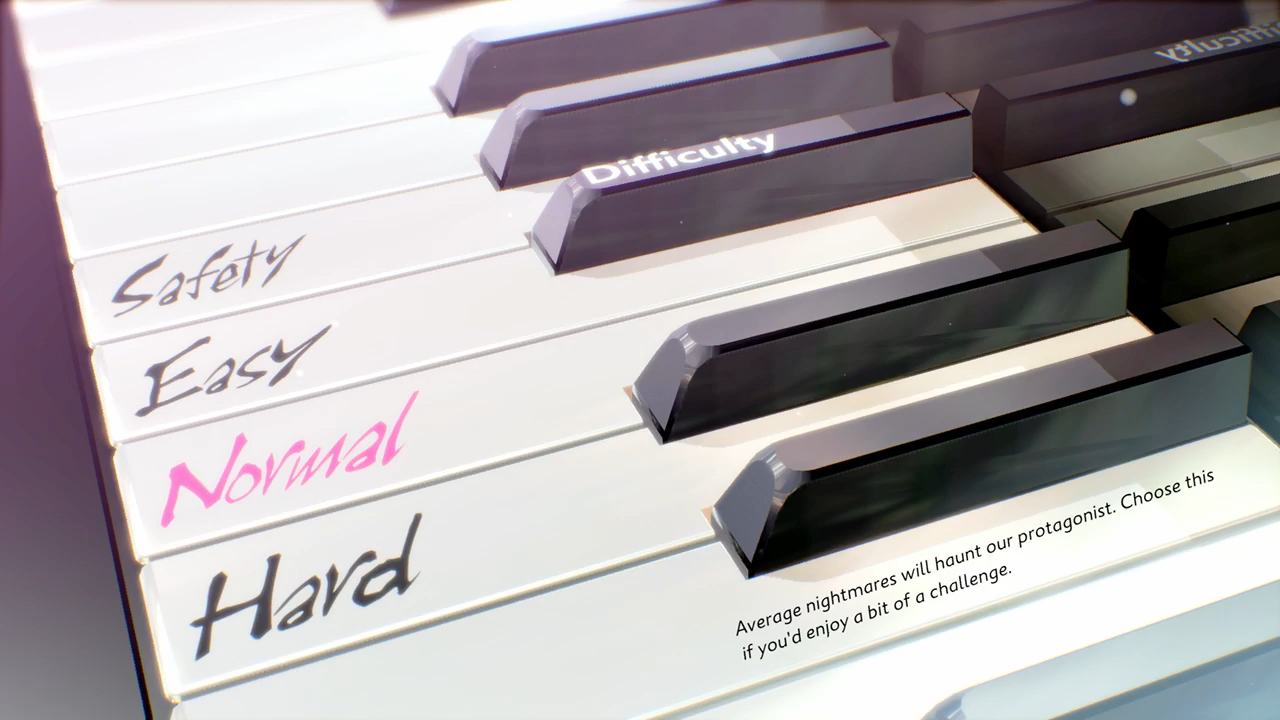 Difficulty
Difficulty
Safety
Easy
Normal
Hard
Average nightmares will haunt our protagonist. Choose this
if you'd enjoy a bit of a challenge.